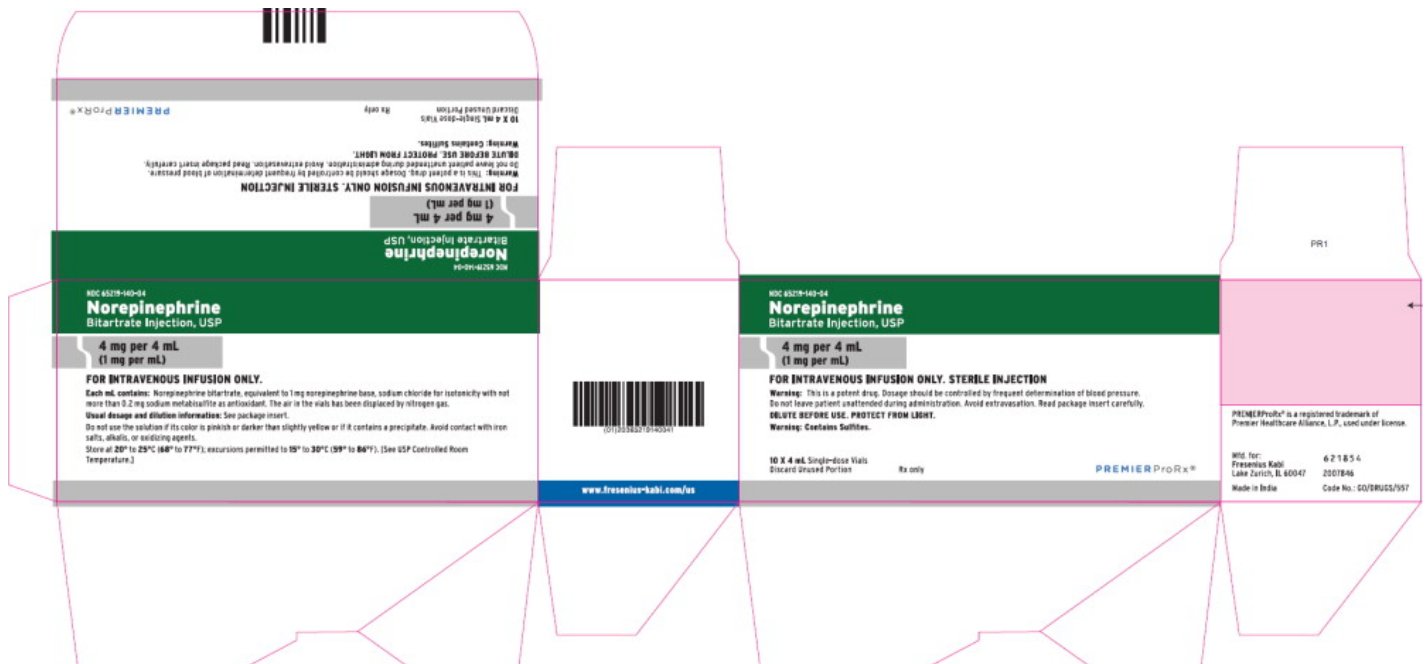 PREMIERProRx®
Rx only
10 X 4 mL Single-dose Vials
Discard Unused Portion
Warning: Contains Sulfites.
DILUTE BEFORE USE. PROTECT FROM LIGHT.
Do not leave patient unattended during administration. Avoid extravasation. Read package insert carefully.
Warning: This is a potent drug. Dosage should be controlled by frequent determination of blood pressure.
FOR INTRAVENOUS INFUSION ONLY. STERILE INJECTION
(1 mg per mL)
4 mg per 4 mL
Bitartrate Injection, USP
Norepinephrine
NDC 65219-140-04
NDC 65219-140-04
Norepinephrine
Bitartrate Injection, USP
4 mg per 4 mL
(1 mg per mL)
FOR INTRAVENOUS INFUSION ONLY.
Each mL contains: Norepinephrine bitartrate, equivalent to 1 mg norepinephrine base, sodium chloride for isotonicity with not
more than 0.2 mg sodium metabisulfite as antioxidant. The air in the vials has been displaced by nitrogen gas.
Usual dosage and dilution information: See package insert.
Do not use the solution if its color is pinkish or darker than slightly yellow or if it contains a precipitate. Avoid contact with iron
salts, alkalis, or oxidizing agents.
Store at 20° to 25°C (68° to 77°F); excursions permitted to 15° to 30°C (59° to 86°F). [See USP Controlled Room
Temperature.]
(01)20365219140041
www.fresenius-kabi.com/us
NDC 65219-140-04
Norepinephrine
Bitartrate Injection, USP
4 mg per 4 mL
(1 mg per mL)
FOR INTRAVENOUS INFUSION ONLY. STERILE INJECTION
Warning: This is a potent drug. Dosage should be controlled by frequent determination of blood pressure.
Do not leave patient unattended during administration. Avoid extravasation. Read package insert carefully.
DILUTE BEFORE USE. PROTECT FROM LIGHT.
Warning: Contains Sulfites.
10 X 4 mL Single-dose Vials
Discard Unused Portion
Rx only
PREMIERProRx®
PR1
PREMIERProRx® is a registered trademark of
Premier Healthcare Alliance, L.P., used under license.
Mfd. for:
Fresenius Kabi
Lake Zurich, IL 60047
Made in India
621854
2007846
Code No.: GO/DRUGS/557